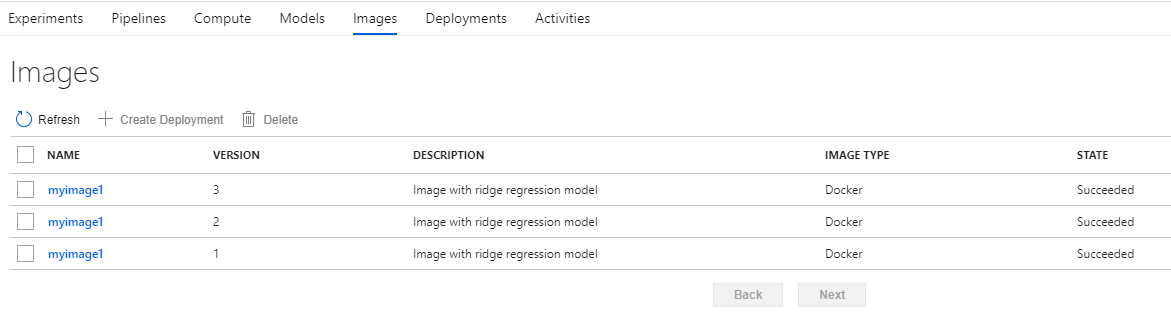 Experiments Pipelines Compute Models Images Deployments Activities
Images
Refresh Create Deployment Delete
NAME VERSION DESCRIPTION IMAGE TYPE STATE
myimage1 3 Image with ridge regression model Docker Succeeded
myimage1 2 Image with ridge regression model Docker Succeeded
myimage1 1 Image with ridge regression model Docker Succeeded
Back Next